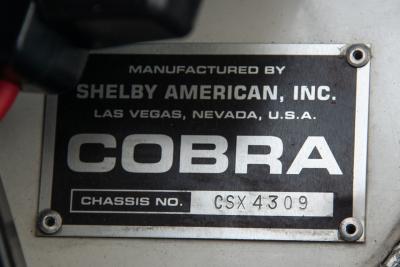 MANUFACTURED BY
SHELBY AMERICAN, INC.
LAS VEGAS, NEVADA, U.S.A.
COBRA
CHASSIS NO. CSX4309